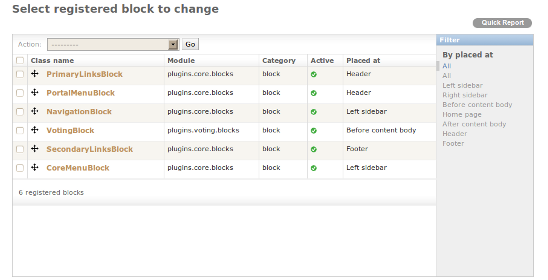 Select registered block to change
Quick Report
Action: --------- Go
Class name Module Category Active Placed at
PrimaryLinksBlock plugins.core.blocks block Header
PortalMenuBlock plugins.core.blocks block Header
NavigationBlock plugins.core.blocks block Left sidebar
VotingBlock plugins.voting.blocks block Before content body
SecondaryLinksBlock plugins.core.blocks block Footer
CoreMenuBlock plugins.core.blocks block Left sidebar
6 registered blocks
Filter
By placed at
All
All
Left sidebar
Right sidebar
Before content body
Home page
After content body
Header
Footer